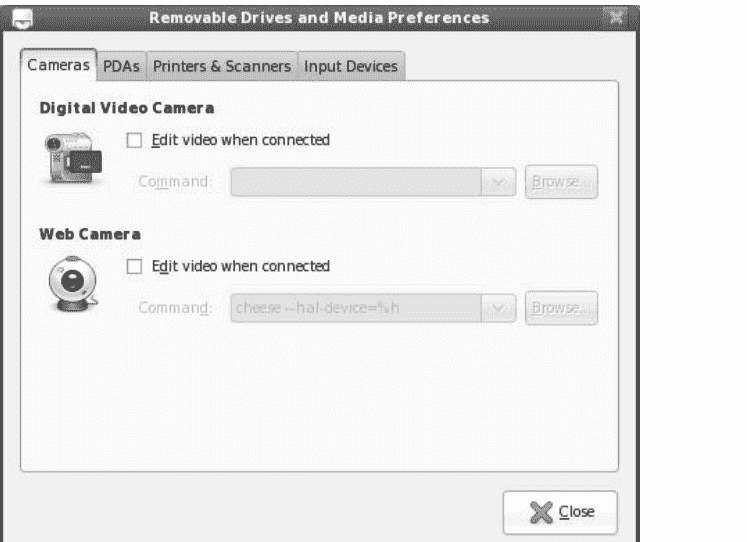 Removable Drives and Media Preferences
Cameras PDAs Printers & Scanners Input Devices
Digital Video Camera
Edit video when connected
Command: Browse...
Web Camera
Edit video when connected
Command: cheese --hal-device=%h Browse...
Close